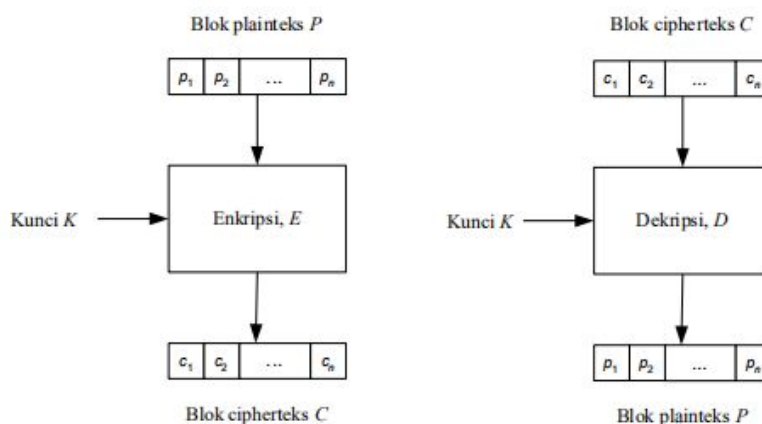 Blok plainteks P
p1 p2 ... pn
Kunci K
Enkripsi, E
c1 c2 ... cn
Blok cipherteks C
Blok cipherteks C
c1 c2 ... cn
Kunci K
Dekripsi, D
p1 p2 ... pn
Blok plainteks P